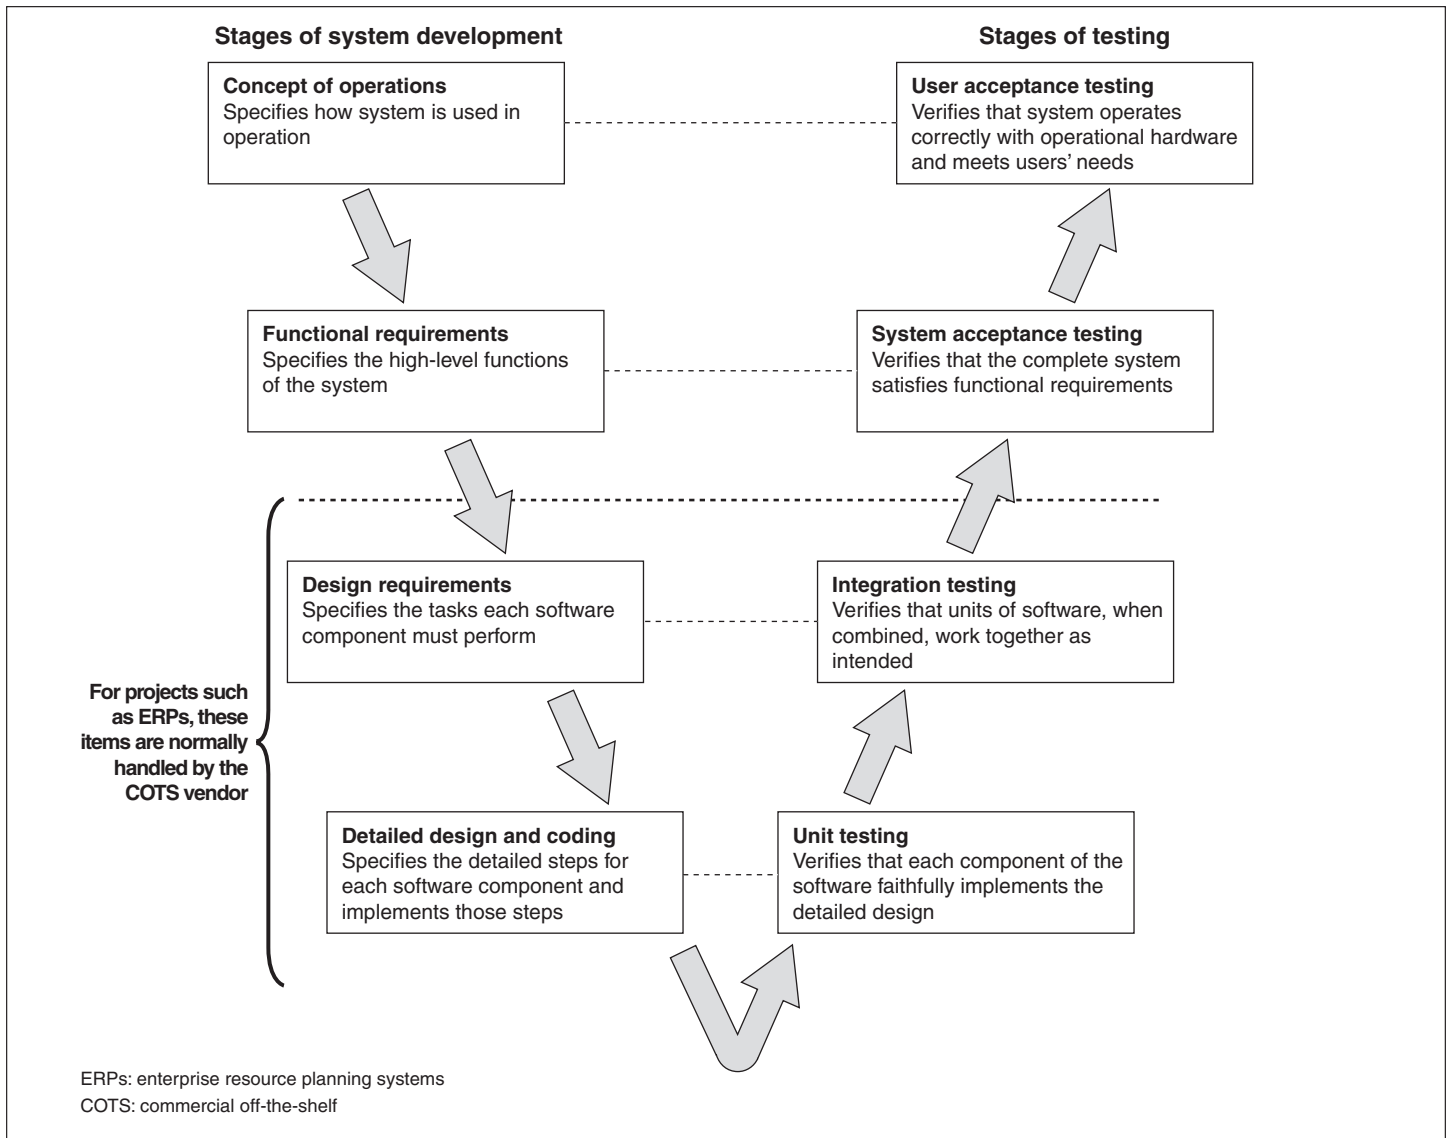 Stages of system development
Stages of testing
Concept of operations
Specifies how system is used in
operation
User acceptance testing
Verifies that system operates
correctly with operational hardware
and meets users' needs
Functional requirements
Specifies the high-level functions
of the system
System acceptance testing
Verifies that the complete system
satisfies functional requirements
Design requirements
Specifies the tasks each software
component must perform
Integration testing
Verifies that units of software, when
combined, work together as
intended
For projects such
as ERPs, these
items are normally
handled by the
COTS vendor
Detailed design and coding
Specifies the detailed steps for
each software component and
implements those steps
Unit testing
Verifies that each component of the
software faithfully implements the
detailed design
ERPs: enterprise resource planning systems
COTS: commercial off-the-shelf